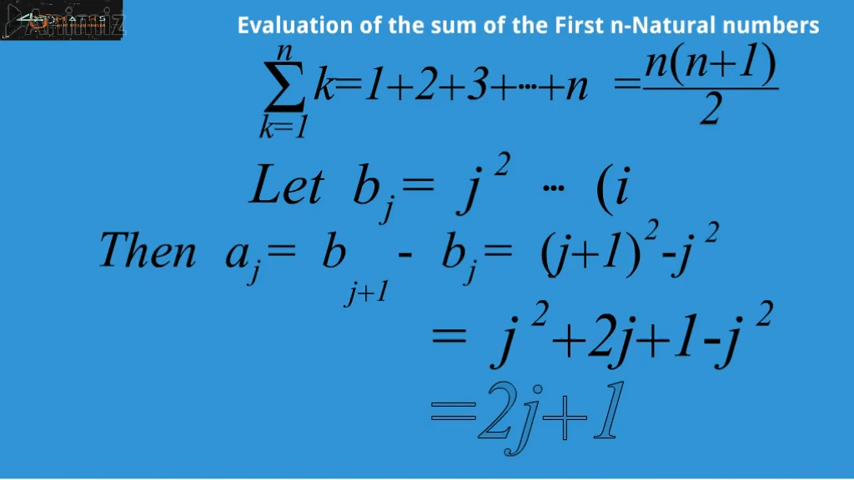 Evaluation of the sum of the First n-Natural numbers
n
∑ k=1+2+3+···+n = n(n+1)/2
k=1
Let b_j = j² ··· (i
Then a_j = b_{j+1} - b_j = (j+1)²-j²
= j²+2j+1-j²
=2j+1